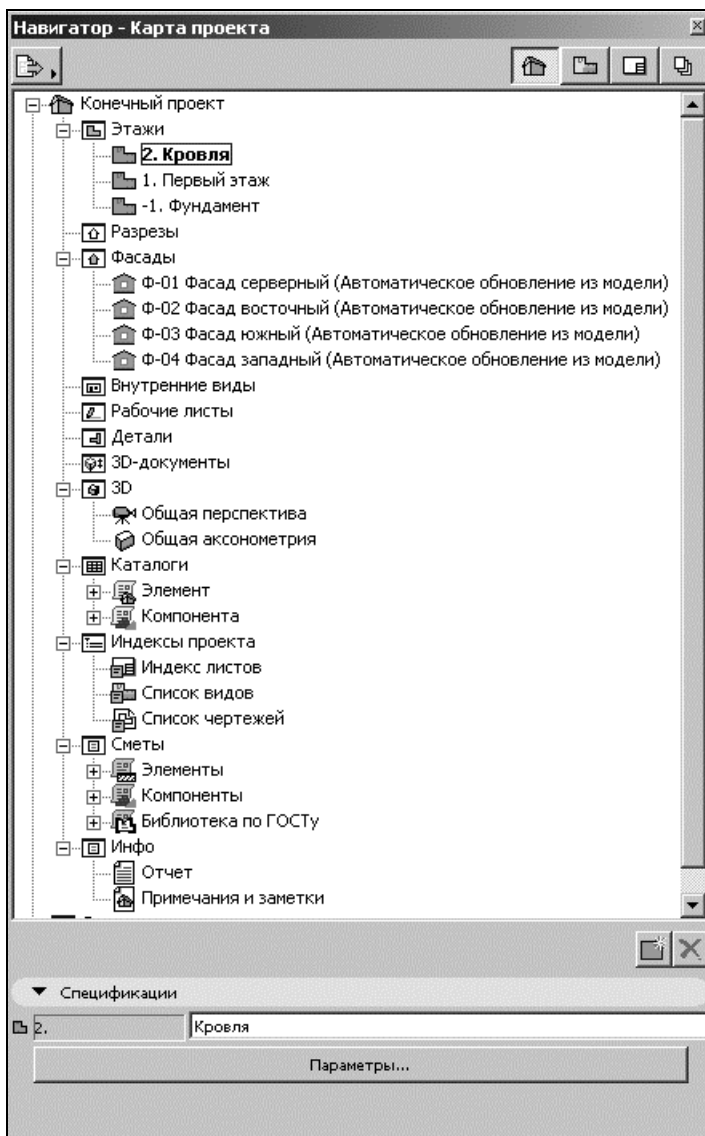 Навигатор - Карта проекта
Конечный проект
Этажи
2. Кровля
1. Первый этаж
-1. Фундамент
Разрезы
Фасады
Ф-01 Фасад серверный (Автоматическое обновление из модели)
Ф-02 Фасад восточный (Автоматическое обновление из модели)
Ф-03 Фасад южный (Автоматическое обновление из модели)
Ф-04 Фасад западный (Автоматическое обновление из модели)
Внутренние виды
Рабочие листы
Детали
3D-документы
3D
Общая перспектива
Общая аксонометрия
Каталоги
Элемент
Компонента
Индексы проекта
Индекс листов
Список видов
Список чертежей
Сметы
Элементы
Компоненты
Библиотека по ГОСТу
Инфо
Отчет
Примечания и заметки
Спецификации
2. Кровля
Параметры...